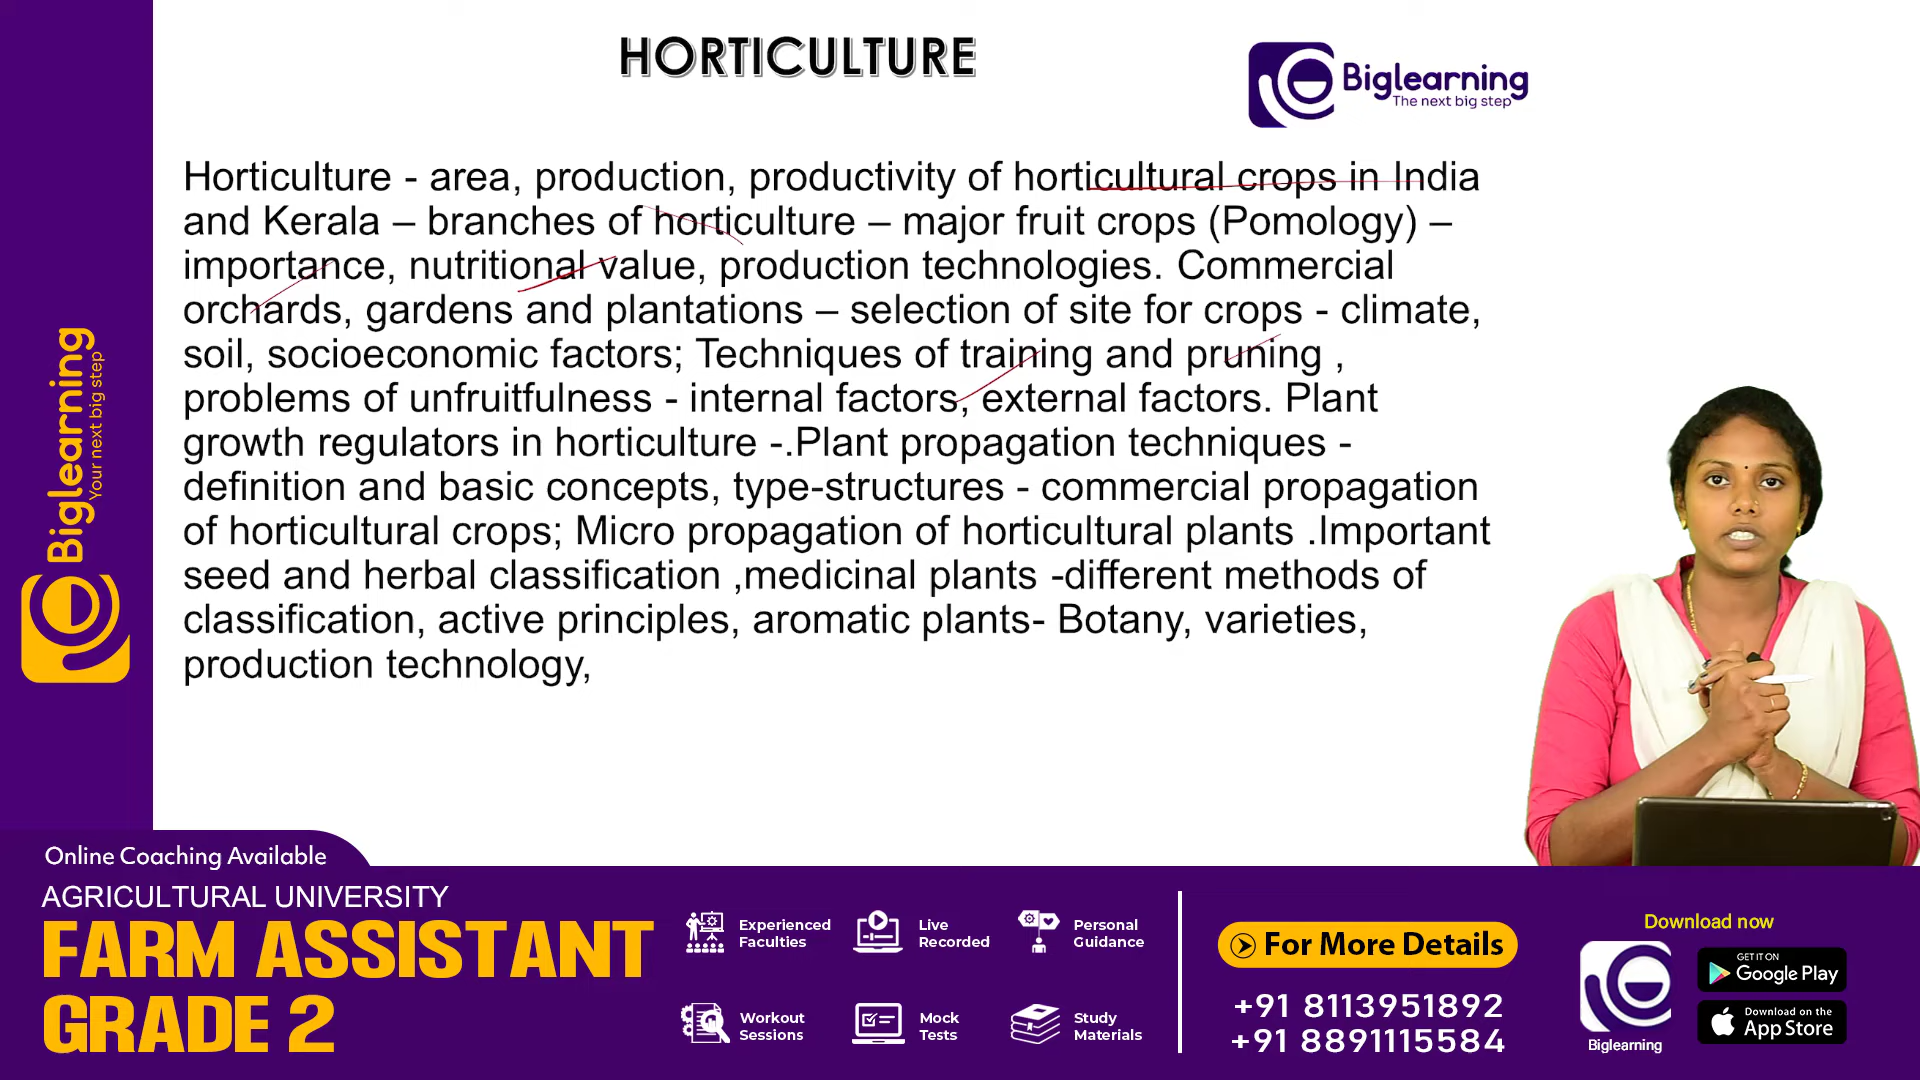 HORTICULTURE
Biglearning
The next big step
Horticulture - area, production, productivity of horticultural crops in India
and Kerala – branches of horticulture – major fruit crops (Pomology) –
importance, nutritional value, production technologies. Commercial
orchards, gardens and plantations – selection of site for crops - climate,
soil, socioeconomic factors; Techniques of training and pruning ,
problems of unfruitfulness - internal factors, external factors. Plant
growth regulators in horticulture -.Plant propagation techniques -
definition and basic concepts, type-structures - commercial propagation
of horticultural crops; Micro propagation of horticultural plants .Important
seed and herbal classification ,medicinal plants -different methods of
classification, active principles, aromatic plants- Botany, varieties,
production technology,
Biglearning
Your next big step
Online Coaching Available
AGRICULTURAL UNIVERSITY
FARM ASSISTANT
GRADE 2
Experienced
Faculties
Live
Recorded
Personal
Guidance
Workout
Sessions
Mock
Tests
Study
Materials
For More Details
+91 8113951892
+91 8891115584
Download now
Biglearning
GET IT ON
Google Play
Download on the
App Store